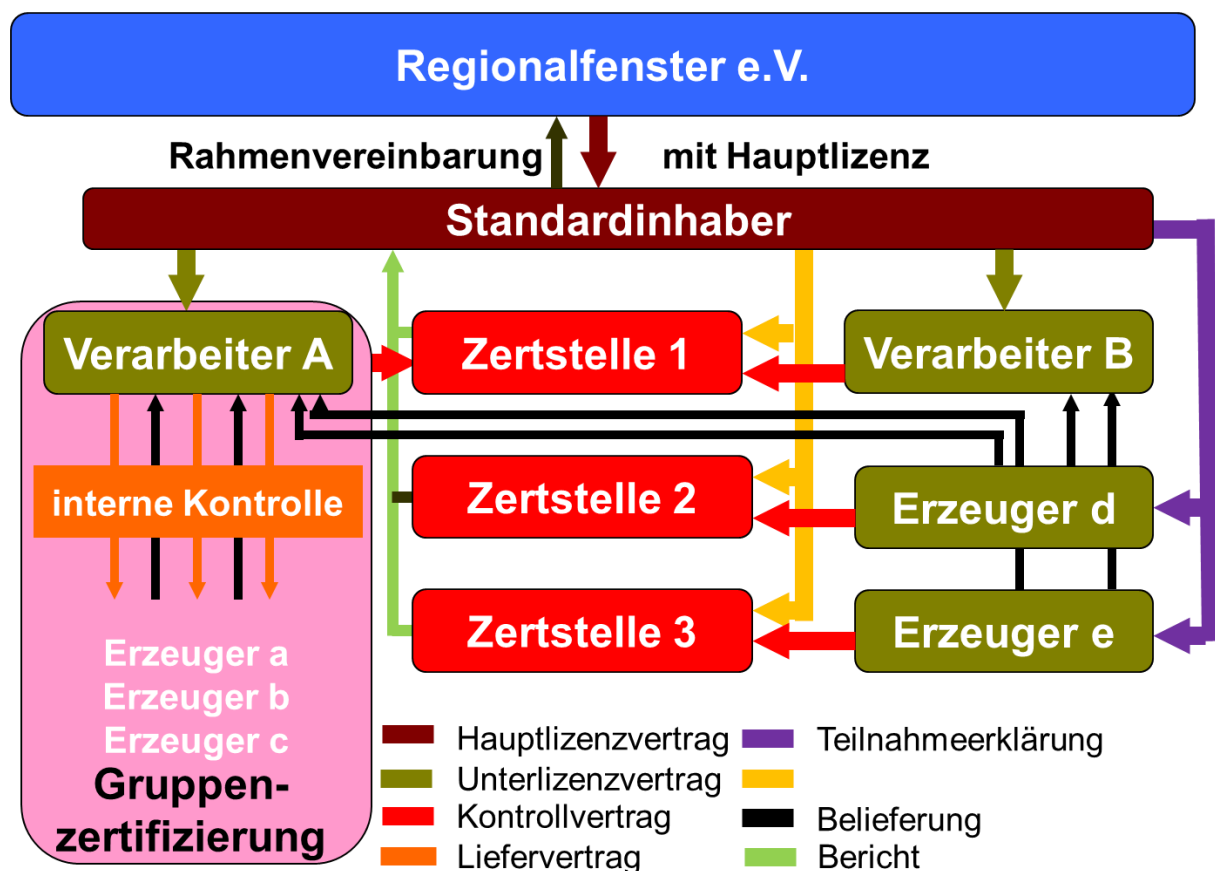 Regionalfenster e.V.
Rahmenvereinbarung mit Hauptlizenz
Standardinhaber
Verarbeiter A
Zertstelle 1
Verarbeiter B
interne Kontrolle
Zertstelle 2
Erzeuger d
Zertstelle 3
Erzeuger e
Erzeuger a
Erzeuger b
Erzeuger c
Gruppen-
zertifizierung
Hauptlizenzvertrag
Unterlizenzvertrag
Kontrollvertrag
Liefervertrag
Teilnahmeerklärung
Belieferung
Bericht